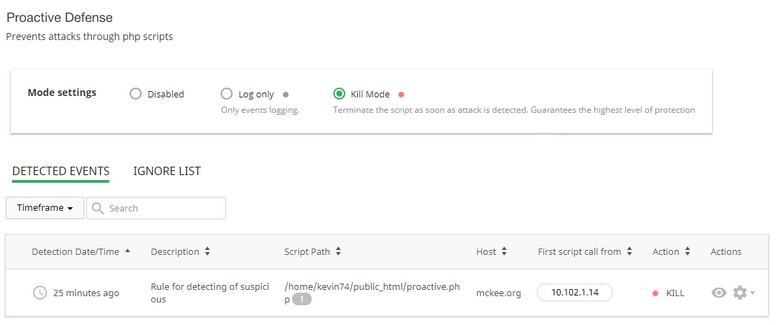 Proactive Defense
Prevents attacks through php scripts
Mode settings
Disabled
Log only
Kill Mode
Only events logging.
Terminate the script as soon as attack is detected. Guarantees the highest level of protection
DETECTED EVENTS
IGNORE LIST
Timeframe
Search
Detection Date/Time
Description
Script Path
Host
First script call from
Action
Actions
25 minutes ago
Rule for detecting of suspici
ous
/home/kevin74/public_html/proactive.ph
p 1
mckee.org
10.102.1.14
KILL